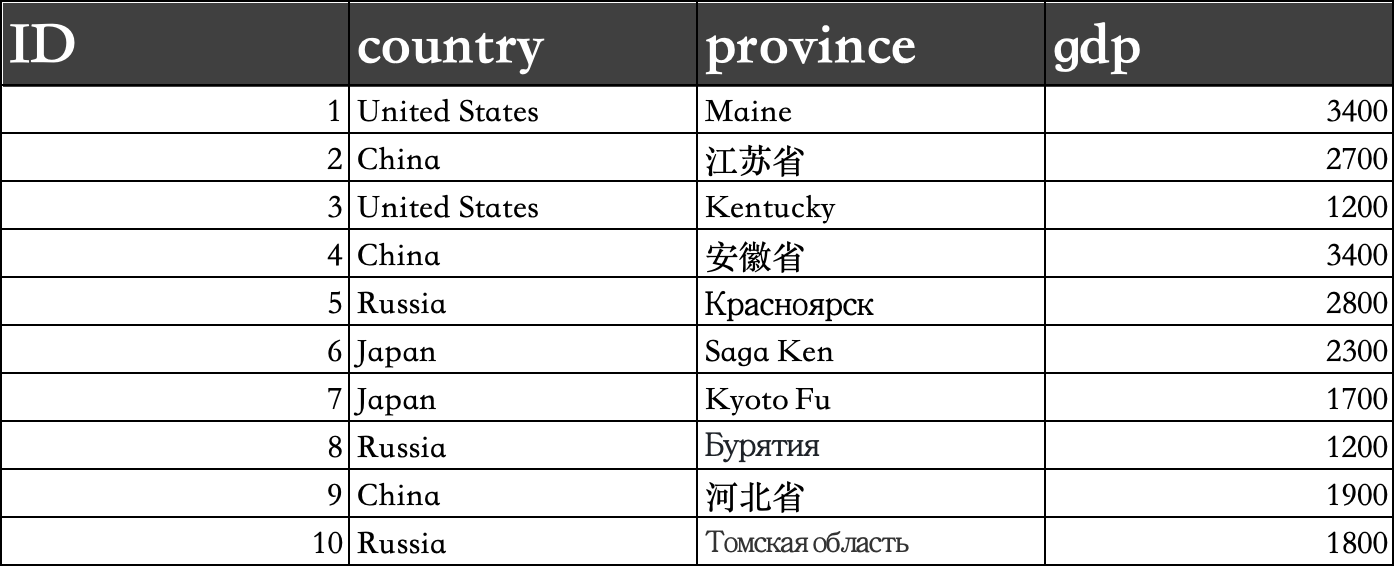 ID country province gdp
1 United States Maine 3400
2 China 江苏省 2700
3 United States Kentucky 1200
4 China 安徽省 3400
5 Russia Красноярск 2800
6 Japan Saga Ken 2300
7 Japan Kyoto Fu 1700
8 Russia Бурятия 1200
9 China 河北省 1900
10 Russia Томская область 1800